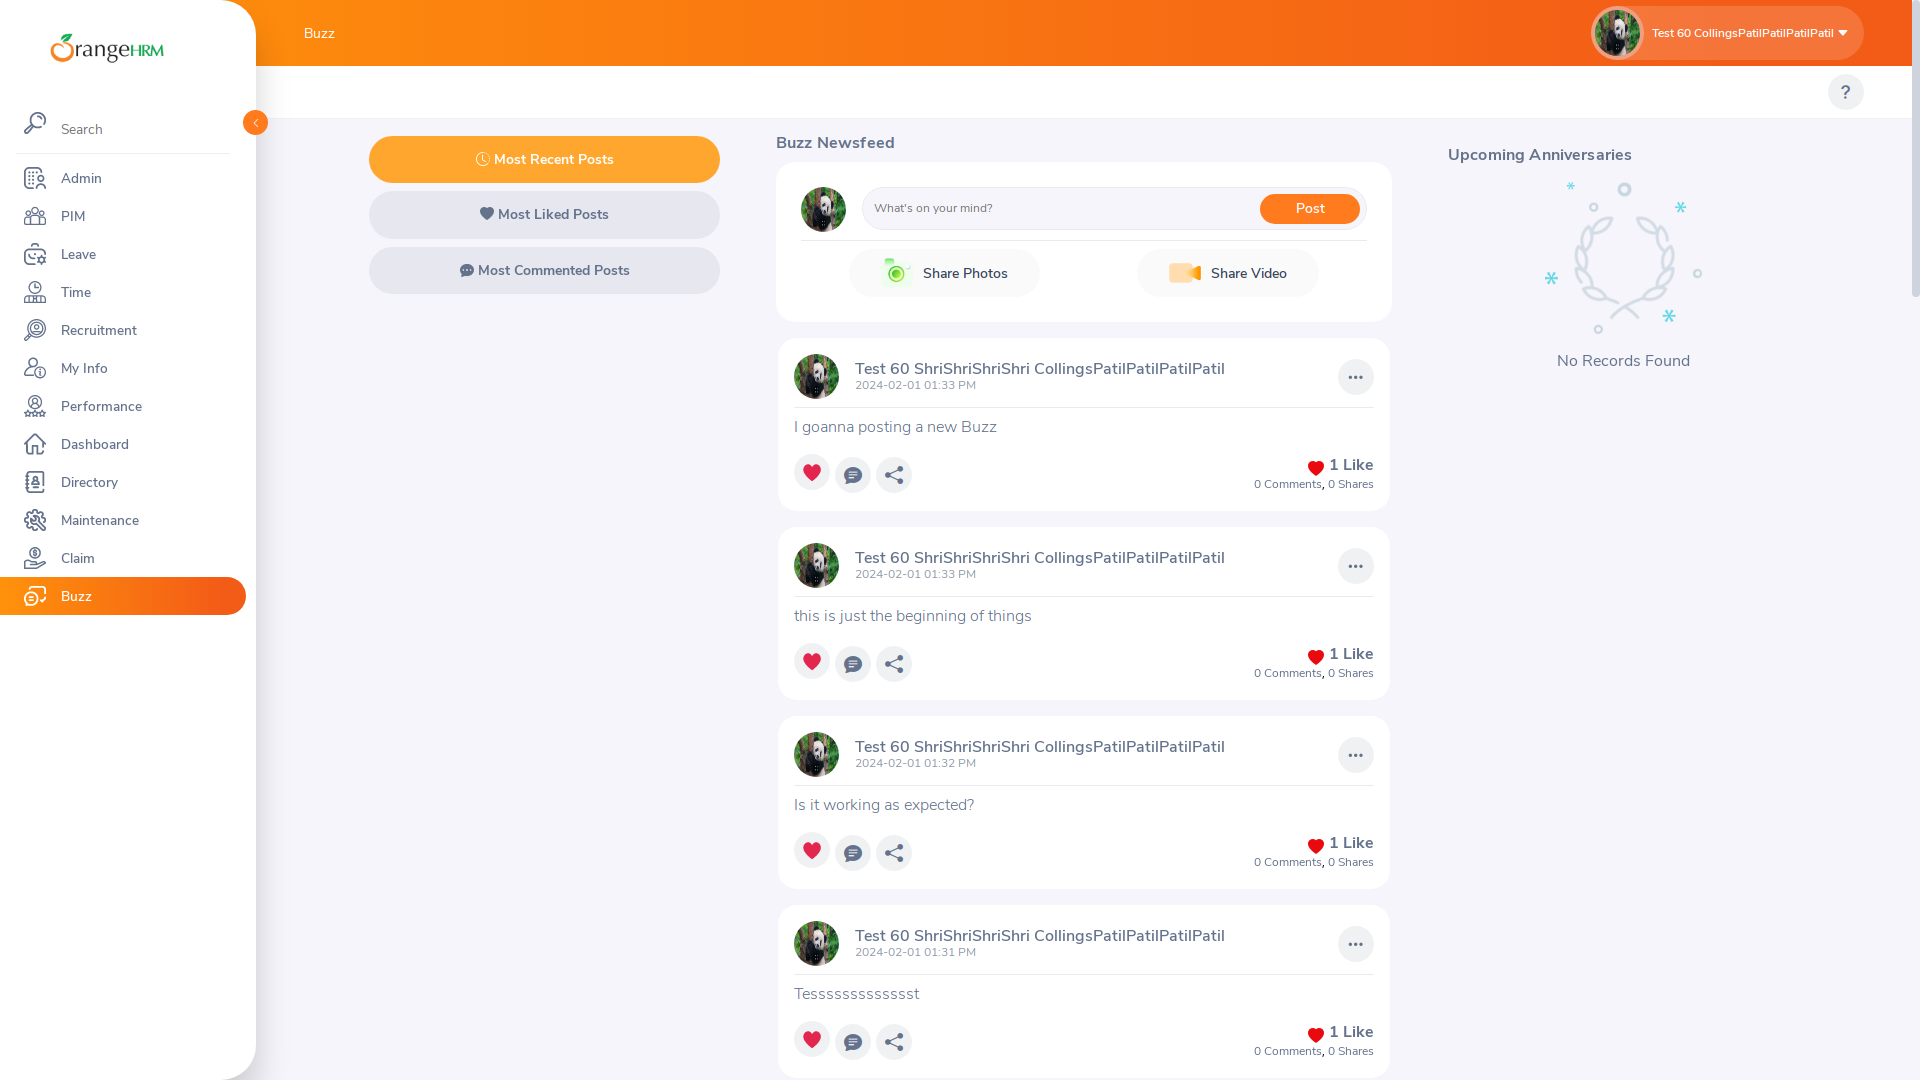 OrangeHRM
Buzz
Test 60 CollingsPatilPatilPatilPatil
?
Search
Admin
PIM
Leave
Time
Recruitment
My Info
Performance
Dashboard
Directory
Maintenance
Claim
Buzz
Most Recent Posts
Most Liked Posts
Most Commented Posts
Buzz Newsfeed
What's on your mind?
Post
Share Photos
Share Video
Test 60 ShriShriShriShri CollingsPatilPatilPatilPatil
2024-02-01 01:33 PM
I goanna posting a new Buzz
1 Like
0 Comments, 0 Shares
Test 60 ShriShriShriShri CollingsPatilPatilPatilPatil
2024-02-01 01:33 PM
this is just the beginning of things
1 Like
0 Comments, 0 Shares
Test 60 ShriShriShriShri CollingsPatilPatilPatilPatil
2024-02-01 01:32 PM
Is it working as expected?
1 Like
0 Comments, 0 Shares
Test 60 ShriShriShriShri CollingsPatilPatilPatilPatil
2024-02-01 01:31 PM
Tessssssssssssst
1 Like
0 Comments, 0 Shares
Upcoming Anniversaries
No Records Found